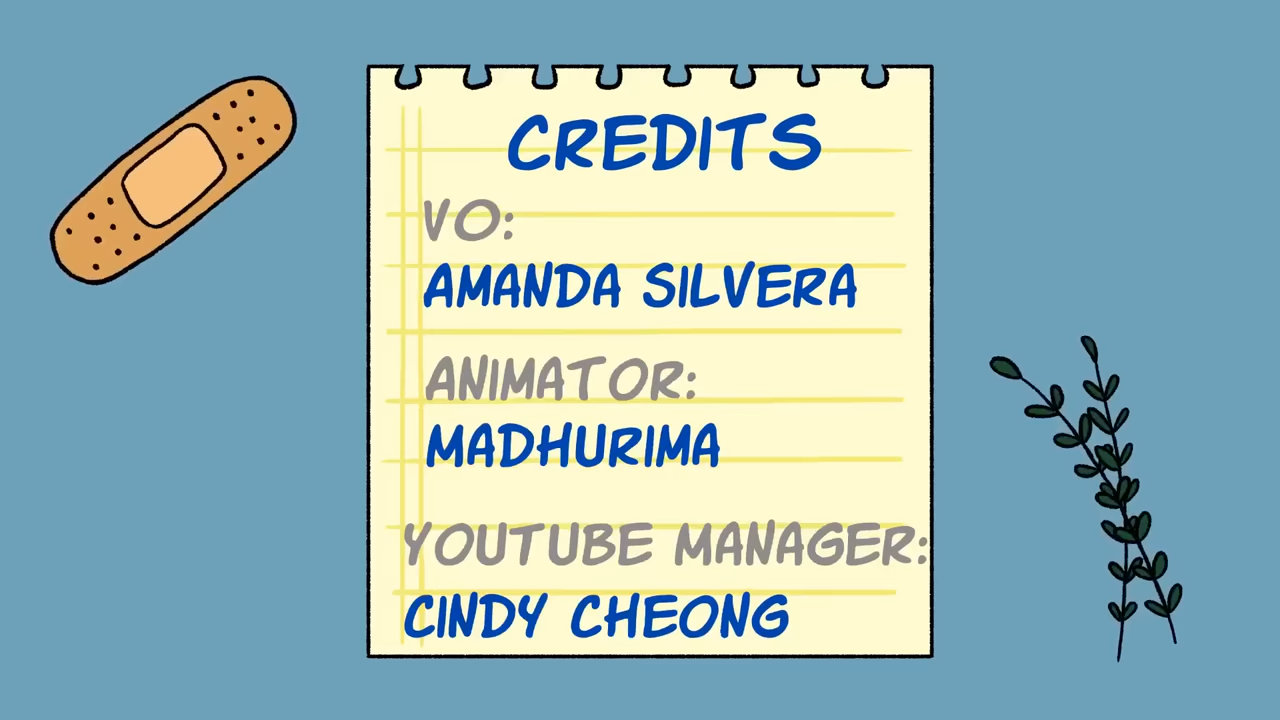 CREDITS
VO:
AMANDA SILVERA
ANIMATOR:
MADHURIMA
YOUTUBE MANAGER:
CINDY CHEONG